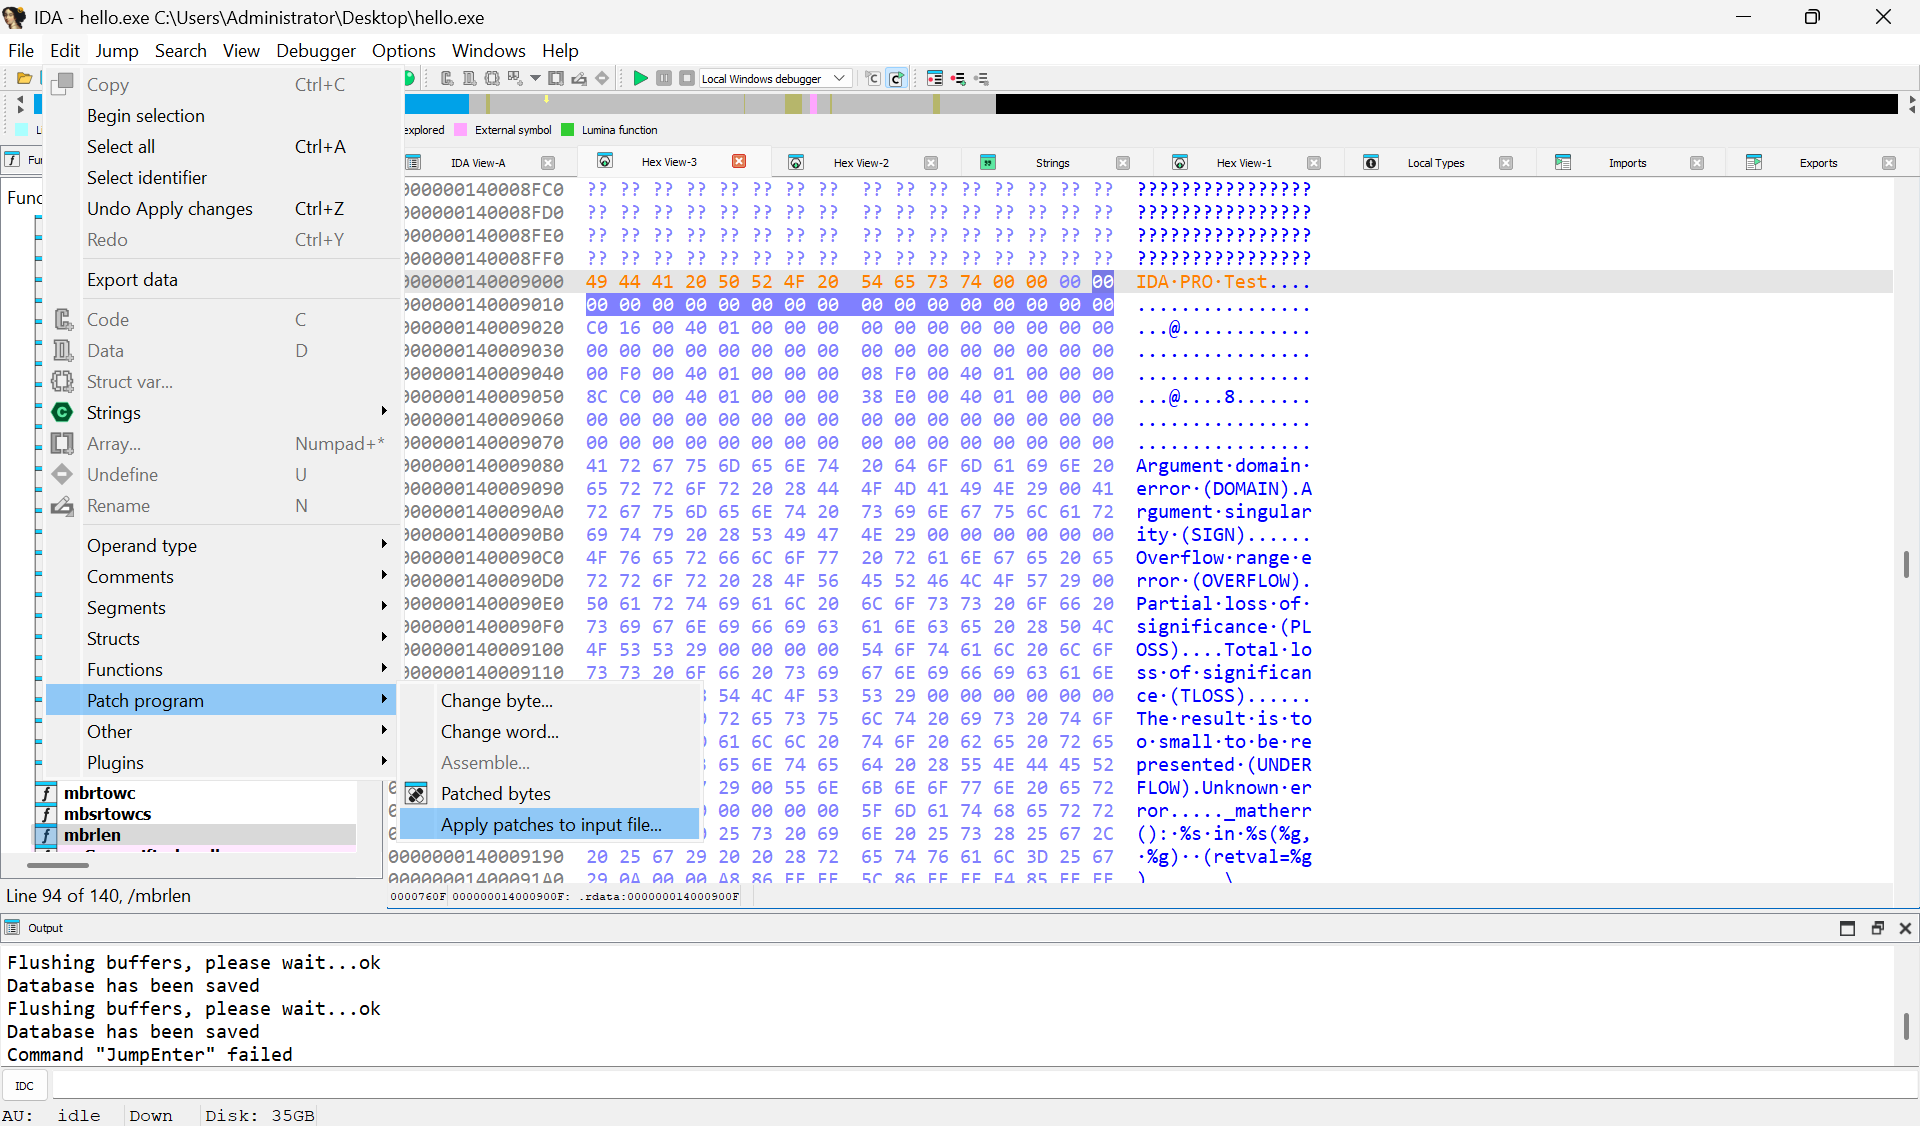 IDA - hello.exe C:\Users\Administrator\Desktop\hello.exe
File Edit Jump Search View Debugger Options Windows Help
Local Windows debugger
explored External symbol Lumina function
IDA View-A Hex View-3 Hex View-2 Strings Hex View-1 Local Types Imports Exports
Copy Ctrl+C
Begin selection
Select all Ctrl+A
Select identifier
Undo Apply changes Ctrl+Z
Redo Ctrl+Y
Export data
Code C
Data D
Struct var...
Strings
Array... Numpad+*
Undefine U
Rename N
Operand type
Comments
Segments
Structs
Functions
Patch program
Other
Plugins
Change byte...
Change word...
Assemble...
Patched bytes
Apply patches to input file...
000000140008FC0 ?? ?? ?? ?? ?? ?? ?? ?? ?? ?? ?? ?? ?? ?? ?? ?? ????????????????
000000140008FD0 ?? ?? ?? ?? ?? ?? ?? ?? ?? ?? ?? ?? ?? ?? ?? ?? ????????????????
000000140008FE0 ?? ?? ?? ?? ?? ?? ?? ?? ?? ?? ?? ?? ?? ?? ?? ?? ????????????????
000000140008FF0 ?? ?? ?? ?? ?? ?? ?? ?? ?? ?? ?? ?? ?? ?? ?? ?? ????????????????
000000140009000 49 44 41 20 50 52 4F 20 54 65 73 74 00 00 00 00 IDA·PRO·Test....
000000140009010 00 00 00 00 00 00 00 00 00 00 00 00 00 00 00 00 ................
000000140009020 C0 16 00 40 01 00 00 00 00 00 00 00 00 00 00 00 ...@............
000000140009030 00 00 00 00 00 00 00 00 00 00 00 00 00 00 00 00 ................
000000140009040 00 F0 00 40 01 00 00 00 08 F0 00 40 01 00 00 00 ................
000000140009050 8C C0 00 40 01 00 00 00 38 E0 00 40 01 00 00 00 ...@....8.......
000000140009060 00 00 00 00 00 00 00 00 00 00 00 00 00 00 00 00 ................
000000140009070 00 00 00 00 00 00 00 00 00 00 00 00 00 00 00 00 ................
000000140009080 41 72 67 75 6D 65 6E 74 20 64 6F 6D 61 69 6E 20 Argument·domain·
000000140009090 65 72 72 6F 72 20 28 44 4F 4D 41 49 4E 29 00 41 error·(DOMAIN).A
0000001400090A0 72 67 75 6D 65 6E 74 20 73 69 6E 67 75 6C 61 72 rgument·singular
0000001400090B0 69 74 79 20 28 53 49 47 4E 29 00 00 00 00 00 00 ity·(SIGN)......
0000001400090C0 4F 76 65 72 66 6C 6F 77 20 72 61 6E 67 65 20 65 Overflow·range·e
0000001400090D0 72 72 6F 72 20 28 4F 56 45 52 46 4C 4F 57 29 00 rror·(OVERFLOW).
0000001400090E0 50 61 72 74 69 61 6C 20 6C 6F 73 73 20 6F 66 20 Partial·loss·of·
0000001400090F0 73 69 67 6E 69 66 69 63 61 6E 63 65 20 28 50 4C significance·(PL
000000140009100 4F 53 53 29 00 00 00 00 54 6F 74 61 6C 20 6C 6F OSS)....Total·lo
000000140009110 73 73 20 6F 66 20 73 69 67 6E 69 66 69 63 61 6E ss·of·significan
54 4C 4F 53 53 29 00 00 00 00 00 00 ce·(TLOSS)......
72 65 73 75 6C 74 20 69 73 20 74 6F The·result·is·to
61 6C 6C 20 74 6F 20 62 65 20 72 65 o·small·to·be·re
65 6E 74 65 64 20 28 55 4E 44 45 52 presented·(UNDER
29 00 55 6E 6B 6E 6F 77 6E 20 65 72 FLOW).Unknown·er
00 00 00 00 5F 6D 61 74 68 65 72 72 ror....._matherr
25 73 20 69 6E 20 25 73 28 25 67 2C ():·%s·in·%s(%g,
0000000140009190 20 25 67 29 20 20 28 72 65 74 76 61 6C 3D 25 67 ·%g)··(retval=%g
00000001400091A0 29 0A 00 00 A8 86 FF FF 5C 86 FF FF F4 85 FF FF
0000760F 000000014000900F: .rdata:000000014000900F
mbrtowc
mbsrtowcs
mbrlen
Line 94 of 140, /mbrlen
Output
Flushing buffers, please wait...ok
Database has been saved
Flushing buffers, please wait...ok
Database has been saved
Command "JumpEnter" failed
IDC
AU: idle Down Disk: 35GB